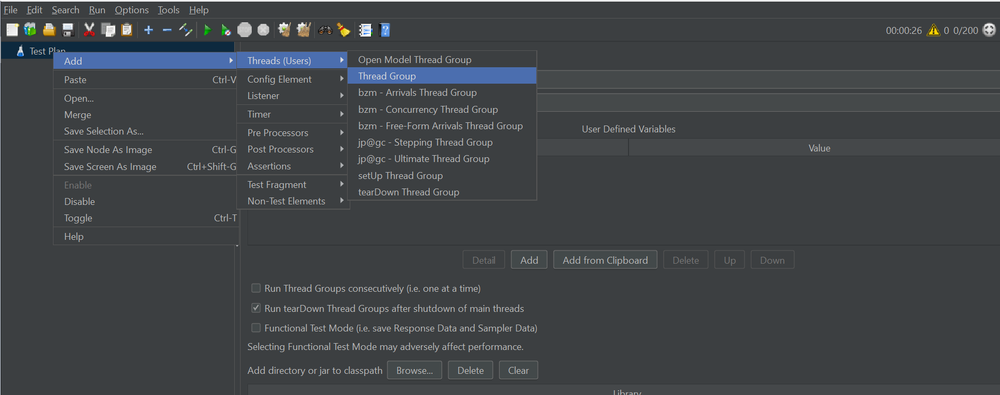 File Edit Search Run Options Tools Help
STOP
00:00:26 0 0/200
Test Plan
Add
Paste Ctrl-V
Open...
Merge
Save Selection As...
Save Node As Image Ctrl-G
Save Screen As Image Ctrl+Shift-G
Enable
Disable
Toggle Ctrl-T
Help
Threads (Users)
Config Element
Listener
Timer
Pre Processors
Post Processors
Assertions
Test Fragment
Non-Test Elements
Open Model Thread Group
Thread Group
bzm - Arrivals Thread Group
bzm - Concurrency Thread Group
bzm - Free-Form Arrivals Thread Group
jp@gc - Stepping Thread Group
jp@gc - Ultimate Thread Group
setUp Thread Group
tearDown Thread Group
User Defined Variables
Value
Detail Add Add from Clipboard Delete Up Down
Run Thread Groups consecutively (i.e. one at a time)
Run tearDown Thread Groups after shutdown of main threads
Functional Test Mode (i.e. save Response Data and Sampler Data)
Selecting Functional Test Mode may adversely affect performance.
Add directory or jar to classpath Browse... Delete Clear
Library